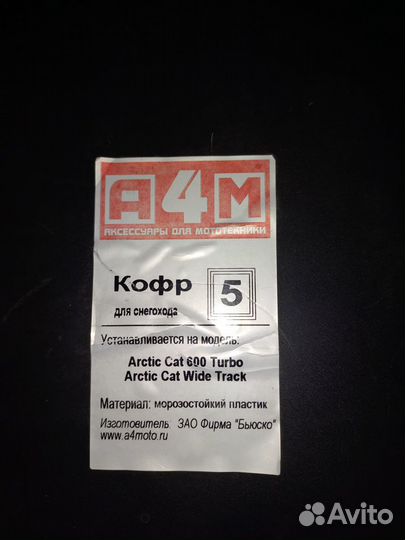 A4M
АКСЕССУАРЫ ДЛЯ МОТОТЕХНИКИ
Кофр 5
для снегохода
Устанавливается на модель:
Arctic Cat 600 Turbo
Arctic Cat Wide Track
Материал: морозостойкий пластик
Изготовитель: ЗАО Фирма "Бьюско"
www.a4moto.ru
Avito